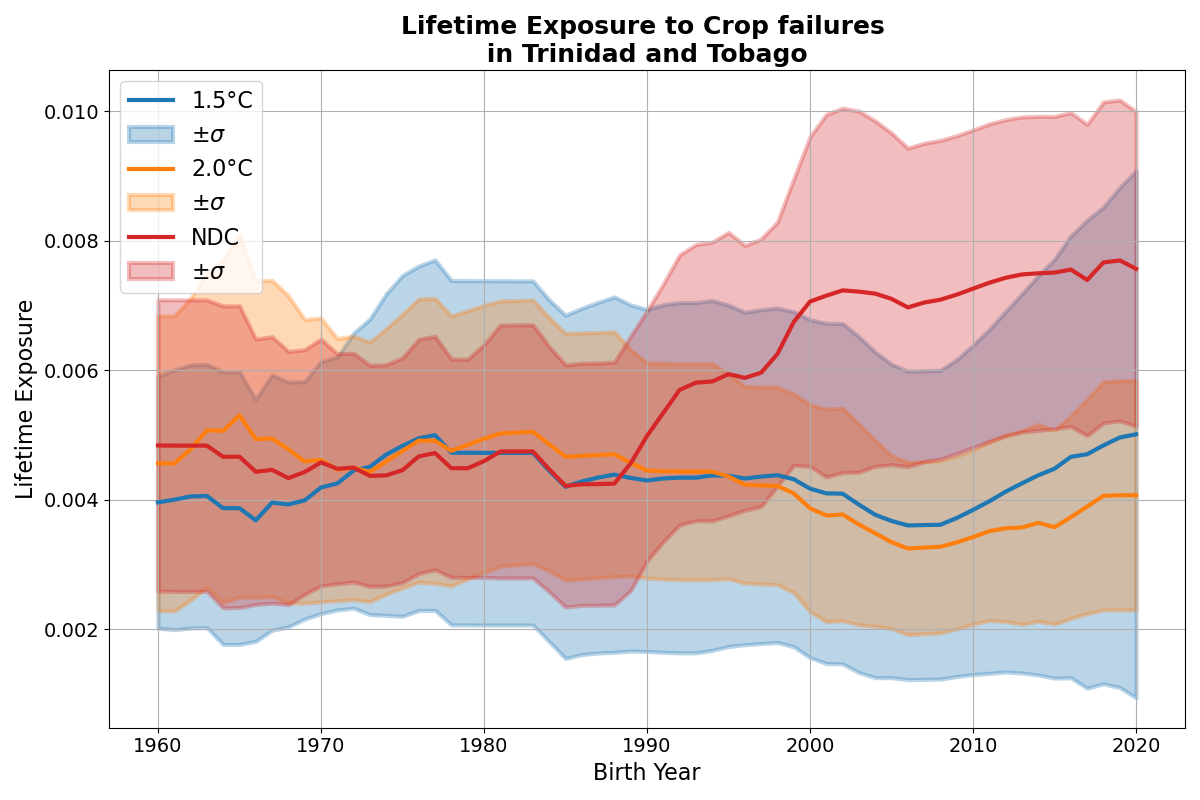 Lifetime Exposure to Crop failures
in Trinidad and Tobago
1.5°C
±σ
2.0°C
±σ
NDC
±σ
Lifetime Exposure
0.010
0.008
0.006
0.004
0.002
1960 1970 1980 1990 2000 2010 2020
Birth Year